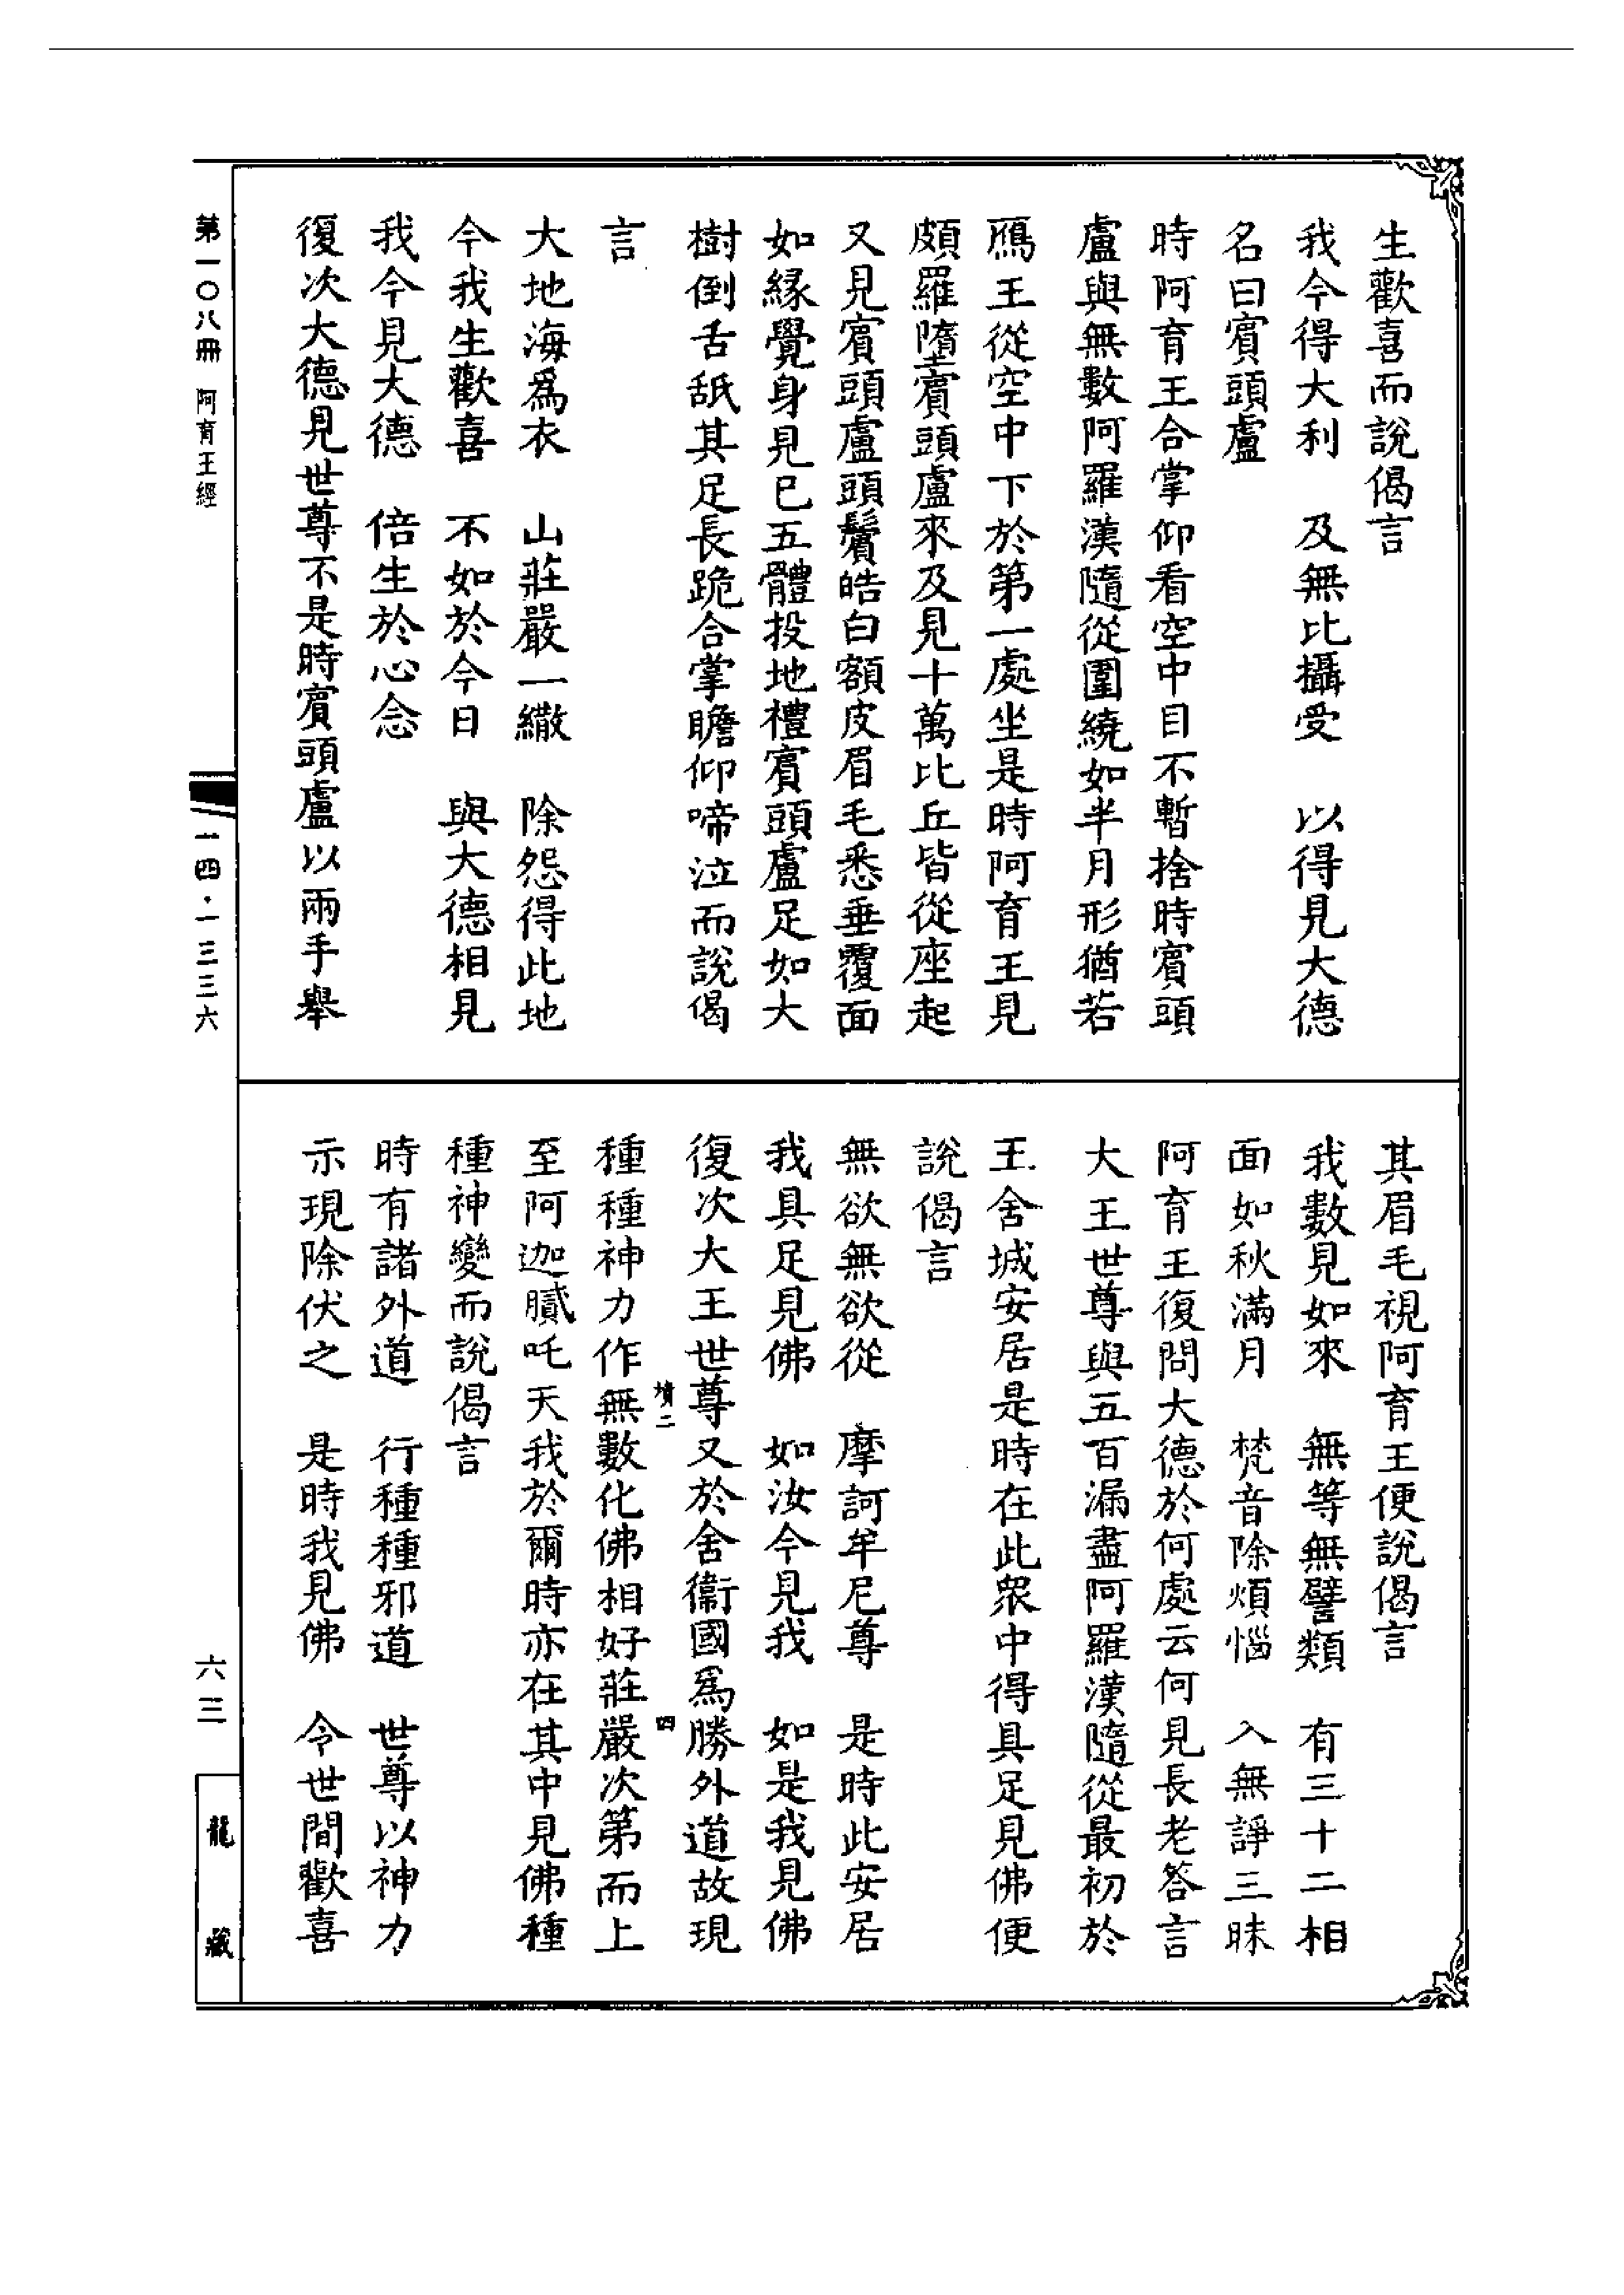 生歡喜而說偈言
我今得大利　及無比攝受　以得見大德
名曰賓頭盧
時阿育王合掌仰看空中目不暫捨時賓頭
盧與無數阿羅漢隨從圍繞如半月形猶若
鴈王從空中下於第一處坐是時阿育王見
頗羅墮賓頭盧來及見十萬比丘皆從座起
又見賓頭盧頭鬢皓白額皮眉毛悉垂覆面
如緣覺身見已五體投地禮賓頭盧足如大
樹倒舌舐其足長跪合掌瞻仰啼泣而說偈
言
大地海爲衣　山莊嚴一繖　除怨得此地
今我生歡喜　不如於今日　與大德相見
我今見大德　倍生於心念
復次大德見世尊不是時賓頭盧以兩手舉
其眉毛視阿育王便說偈言
我數見如來　無等無譬類　有三十二相
面如秋滿月　梵音除煩惱　入無諍三昧
阿育王復問大德於何處云何見長老答言
大王世尊與五百漏盡阿羅漢隨從最初於
王舍城安居是時在此衆中得具足見佛便
說偈言
無欲無欲從　摩訶牟尼尊　是時此安居
我具足見佛　如汝今見我　如是我見佛
復次大王世尊又於舍衞國爲勝外道故現
墳二　四
種種神力作無數化佛相好莊嚴次第而上
至阿迦膩吒天我於爾時亦在其中見佛種
種神變而說偈言
時有諸外道　行種種邪道　世尊以神力
示現除伏之　是時我見佛　令世間歡喜
第一〇八冊　阿育王經
一四·一三三六
六三
龍藏